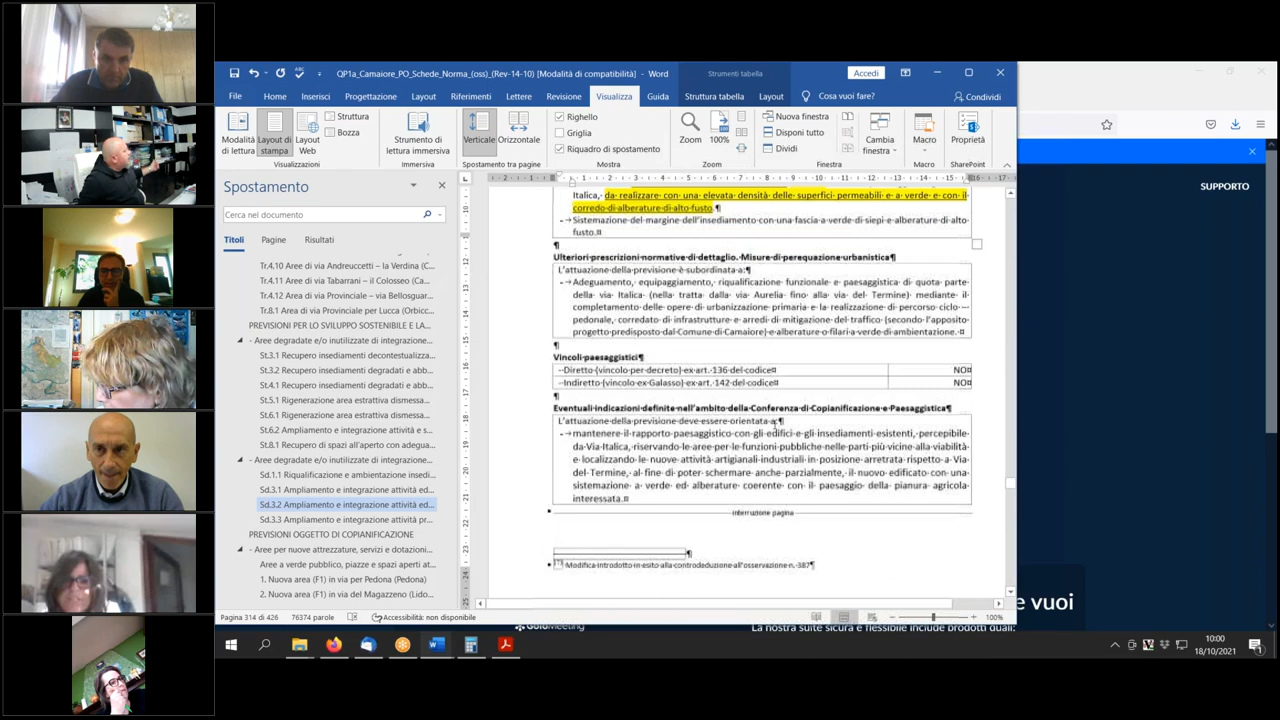 QP1a_Camaiore_PO_Schede_Norma_(oss)_(Rev-14-10) [Modalità di compatibilità] - Word
Strumenti tabella
Accedi
File Home Inserisci Progettazione Layout Riferimenti Lettere Revisione Visualizza Guida Struttura tabella Layout Cosa vuoi fare? Condividi
Modalità di lettura
Layout di stampa
Layout Web
Struttura
Bozza
Visualizzazioni
Strumento di lettura immersiva
Immersiva
Verticale
Orizzontale
Spostamento tra pagine
Righello
Griglia
Riquadro di spostamento
Mostra
Zoom
100%
Zoom
Nuova finestra
Disponi tutto
Dividi
Cambia finestra
Finestra
Macro
Macro
Proprietà
SharePoint
Spostamento
Cerca nel documento
Titoli Pagine Risultati
Tr.4.10 Aree di via Andreuccetti – la Verdina (C...
Tr.4.11 Aree di via Tabarrani – il Colosseo (Ca...
Tr.4.12 Area di via Provinciale – via Bellosguar...
Tr.8.1 Area di via Provinciale per Lucca (Orbicc...
PREVISIONI PER LO SVILUPPO SOSTENIBILE E LA...
- Aree degradate e/o inutilizzate di integrazione...
St.3.1 Recupero insediamenti decontestualizza...
St.3.2 Recupero insediamenti degradati e abb...
St.4.1 Recupero insediamenti degradati e abb...
St.5.1 Rigenerazione area estrattiva dismessa...
St.6.1 Rigenerazione area estrattiva dismessa...
St.6.2 Ampliamento e integrazione attività e s...
St.8.1 Recupero di spazi all'aperto con adegua...
- Aree degradate e/o inutilizzate di integrazione...
Sd.1.1 Riqualificazione e ambientazione insedi...
Sd.3.1 Ampliamento e integrazione attività ed...
Sd.3.2 Ampliamento e integrazione attività ed...
Sd.3.3 Ampliamento e integrazione attività pr...
PREVISIONI OGGETTO DI COPIANIFICAZIONE
- Aree per nuove attrezzature, servizi e dotazioni...
Aree a verde pubblico, piazze e spazi aperti at...
1. Nuova area (F1) in via per Pedona (Pedona)
2. Nuova area (F1) in via del Magazzeno (Lido...
Italica, da realizzare con una elevata densità delle superfici permeabili e a verde e con il
corredo di alberature di alto fusto.¶
- → Sistemazione del margine dell'insediamento con una fascia a verde di siepi e alberature di alto
fusto.¤
¶
Ulteriori prescrizioni normative di dettaglio. Misure di perequazione urbanistica¶
L'attuazione della previsione è subordinata a:¶
- → Adeguamento, equipaggiamento, riqualificazione funzionale e paesaggistica di quota parte
della via Italica (nella tratta dalla via Aurelia fino alla via del Termine) mediante il
completamento delle opere di urbanizzazione primaria e la realizzazione di percorso ciclo-
pedonale, corredato di infrastrutture e arredi di mitigazione del traffico (secondo l'apposito
progetto predisposto dal Comune di Camaiore) e alberature o filari a verde di ambientazione.¤
¶
Vincoli paesaggistici¶
- Diretto (vincolo per decreto) ex art. 136 del codice¤ NO¤
- Indiretto (vincolo ex Galasso) ex art. 142 del codice¤ NO¤
¶
Eventuali indicazioni definite nell'ambito della Conferenza di Copianificazione e Paesaggistica¶
L'attuazione della previsione deve essere orientata a:¶
- → mantenere il rapporto paesaggistico con gli edifici e gli insediamenti esistenti, percepibile
da Via Italica, riservando le aree per le funzioni pubbliche nelle parti più vicine alla viabilità
e localizzando le nuove attività artigianali industriali in posizione arretrata rispetto a Via
del Termine, al fine di poter schermare anche parzialmente, il nuovo edificato con una
sistemazione a verde ed alberature coerente con il paesaggio della pianura agricola
interessata.¤
Interruzione pagina
¶
Modifica introdotto in esito alla controdeduzione all'osservazione n. 387¶
Pagina 314 di 426 76374 parole Accessibilità: non disponibile 100%
SUPPORTO
e vuoi
GoToMeeting
La nostra suite sicura e flessibile include prodotti quali:
10:00
18/10/2021